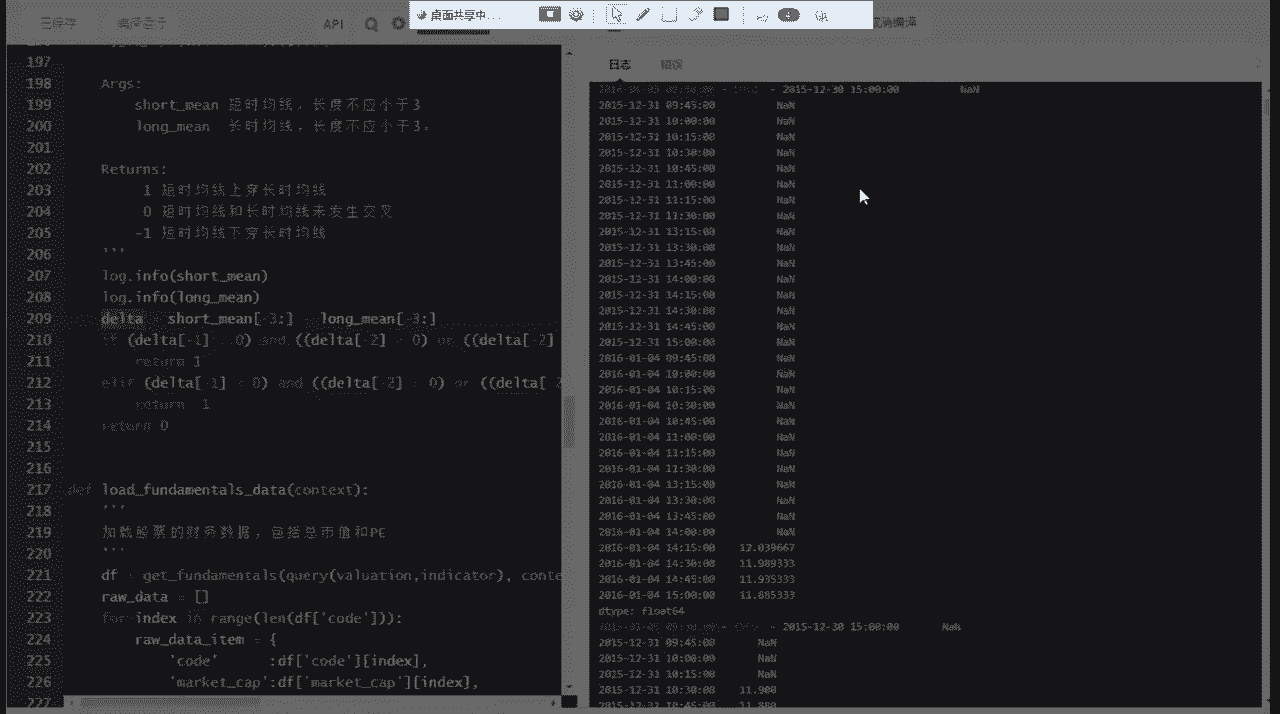 API
桌面共享中...
197
198 Args:
199 short_mean 短时均线，长度不应小于3
200 long_mean 长时均线，长度不应小于3。
201
202 Returns:
203 1 短时均线上穿长时均线
204 0 短时均线和长时均线未发生交叉
205 -1 短时均线下穿长时均线
206 '''
207 log.info(short_mean)
208 log.info(long_mean)
209 delta short_mean[-3:] long_mean[-3:]
210 if (delta[-1] 0) and ((delta[-2] 0) or ((delta[-2]
211 return 1
212 elif (delta[-1] < 0) and ((delta[-2] 0) or ((delta[
213 return 1
214 return 0
215
216
217 def load_fundamentals_data(context):
218 '''
219 加载股票的财务数据，包括总市值和PE
220 '''
221 df = get_fundamentals(query(valuation,indicator), conte
222 raw_data = []
223 for index in range(len(df['code'])):
224 raw_data_item = {
225 'code' :df['code'][index],
226 'market_cap':df['market_cap'][index],
227
日志 错误
- 2015-12-30 15:00:00 NaN
2015-12-31 09:45:00 NaN
2015-12-31 10:00:00 NaN
2015-12-31 10:15:00 NaN
2015-12-31 10:30:00 NaN
2015-12-31 10:45:00 NaN
2015-12-31 11:00:00 NaN
2015-12-31 11:15:00 NaN
2015-12-31 11:30:00 NaN
2015-12-31 13:15:00 NaN
2015-12-31 13:30:00 NaN
2015-12-31 13:45:00 NaN
2015-12-31 14:00:00 NaN
2015-12-31 14:15:00 NaN
2015-12-31 14:30:00 NaN
2015-12-31 14:45:00 NaN
2015-12-31 15:00:00 NaN
2016-01-04 09:45:00 NaN
2016-01-04 10:00:00 NaN
2016-01-04 10:15:00 NaN
2016-01-04 10:30:00 NaN
2016-01-04 10:45:00 NaN
2016-01-04 11:00:00 NaN
2016-01-04 11:15:00 NaN
2016-01-04 11:30:00 NaN
2016-01-04 13:15:00 NaN
2016-01-04 13:30:00 NaN
2016-01-04 13:45:00 NaN
2016-01-04 14:00:00 NaN
2016-01-04 14:15:00 12.039667
2016-01-04 14:30:00 11.989333
2016-01-04 14:45:00 11.935333
2016-01-04 15:00:00 11.885333
dtype: float64
- 2015-12-30 15:00:00 NaN
2015-12-31 09:45:00 NaN
2015-12-31 10:00:00 NaN
2015-12-31 10:15:00 NaN
2015-12-31 10:30:00 11.900
2015-12-31 10:45:00 11.880